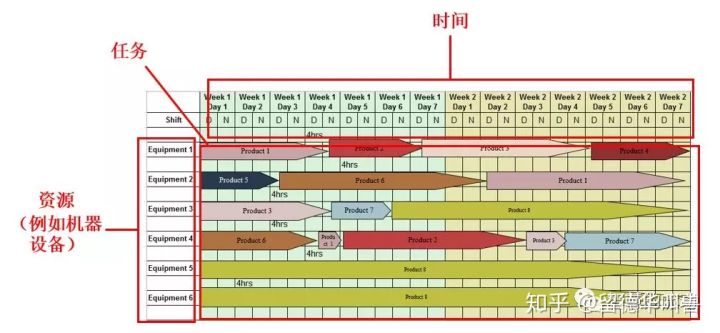 时间
任务
Week 1 Week 1 Week 1 Week 1 Week 1 Week 1 Week 1 Week 2 Week 2 Week 2 Week 2 Week 2 Week 2 Week 2
Day 1 Day 2 Day 3 Day 4 Day 5 Day 6 Day 7 Day 1 Day 2 Day 3 Day 4 Day 5 Day 6 Day 7
Shift D N D N D N D N D N D N D N D N D N D N D N D N D N D N
4hrs
Equipment 1 Product 1 Product 2 Product 3 Product 4
4hrs
Equipment 2 Product 5 Product 6 Product 1
资源
(例如机器
设备)
Equipment 3 Product 3 Product 7 Product 8
4hrs
Equipment 4 Product 6 Produ ct 1 Product 2 Product 3 Product 7
4hrs
Equipment 5 Product 8
4hrs
Equipment 6 Product 8
知乎